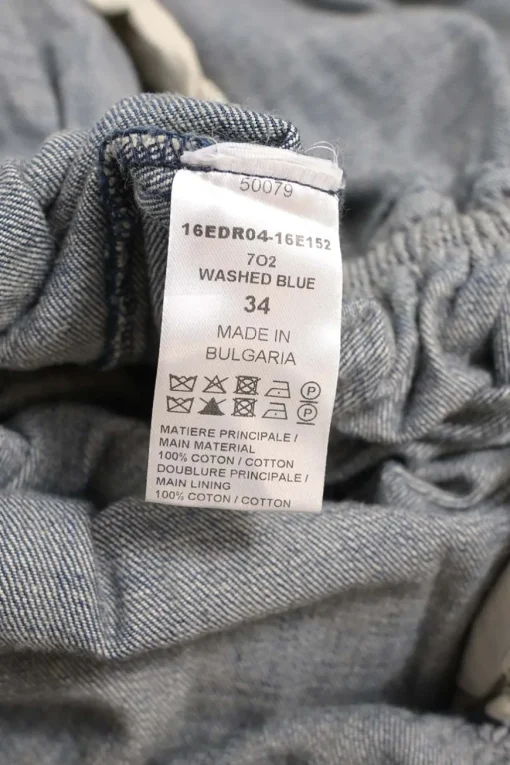 50079
16EDR04-16E152
702
WASHED BLUE
34
MADE IN
BULGARIA
P
P
MATIERE PRINCIPALE /
MAIN MATERIAL
100% COTON / COTTON
DOUBLURE PRINCIPALE /
MAIN LINING
100% COTON / COTTON